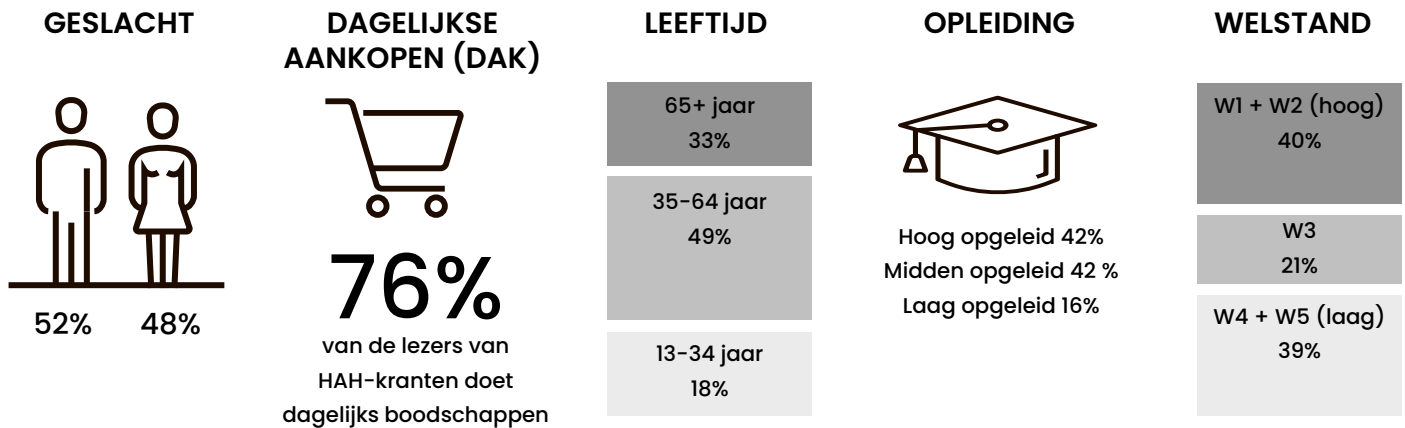 GESLACHT
52%
48%
DAGELIJKSE
AANKOPEN (DAK)
76%
van de lezers van
HAH-kranten doet
dagelijks boodschappen
LEEFTIJD
65+ jaar
33%
35-64 jaar
49%
13-34 jaar
18%
OPLEIDING
Hoog opgeleid 42%
Midden opgeleid 42 %
Laag opgeleid 16%
WELSTAND
W1 + W2 (hoog)
40%
W3
21%
W4 + W5 (laag)
39%